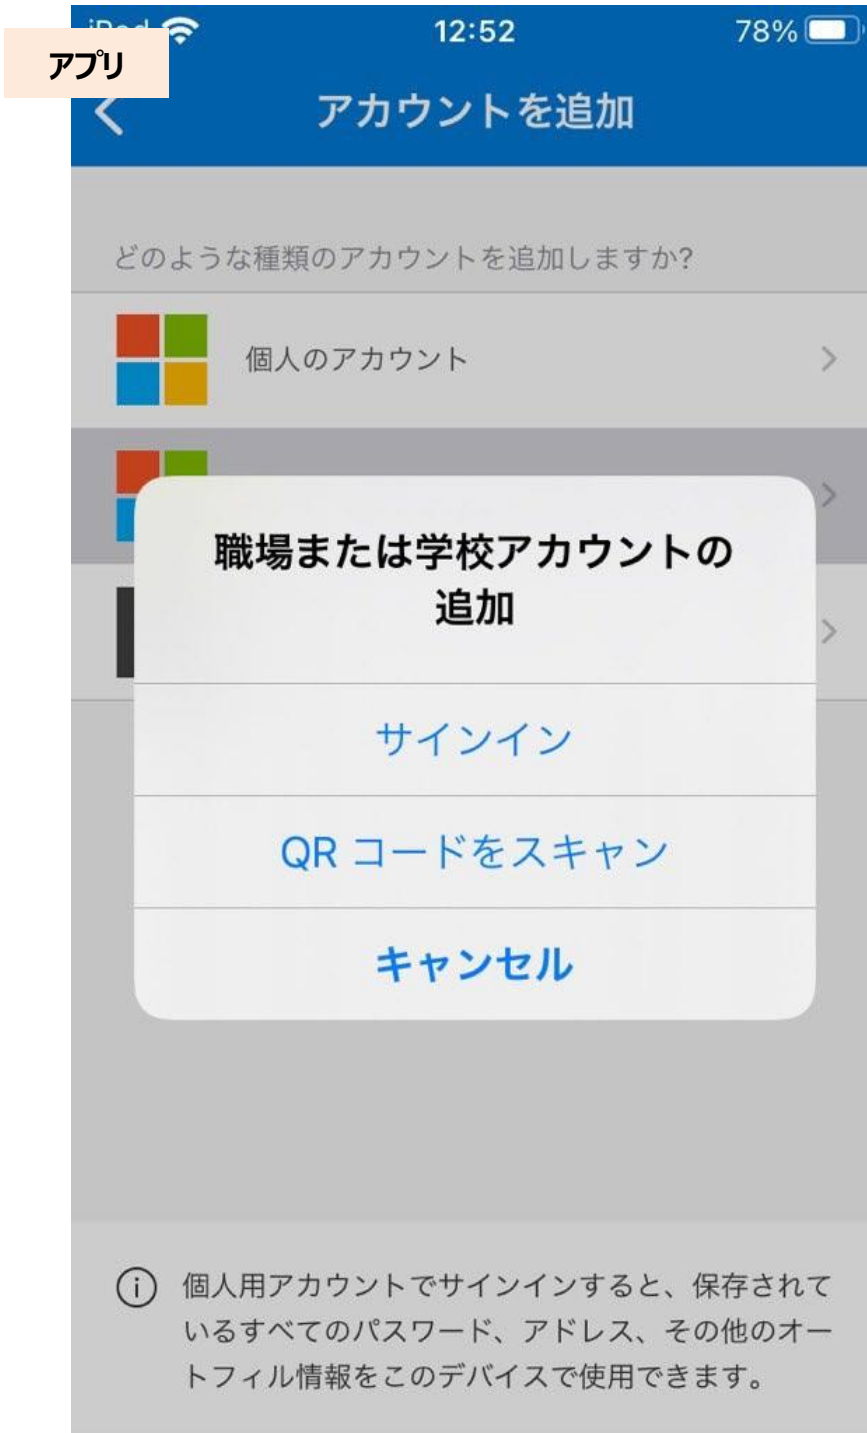 アプリ
12:52
78%
アカウントを追加
どのような種類のアカウントを追加しますか?
個人のアカウント
職場または学校アカウントの
追加
サインイン
QR コードをスキャン
キャンセル
個人用アカウントでサインインすると、保存されて
いるすべてのパスワード、アドレス、その他のオー
トフィル情報をこのデバイスで使用できます。